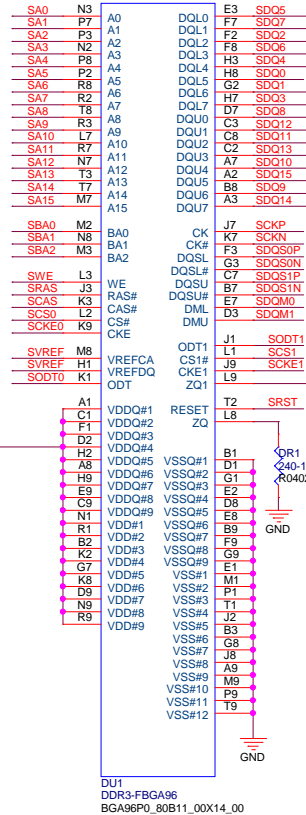 SA0 N3 A0 DQL0 E3 SDQ5
SA1 P7 A1 DQL1 F7 SDQ7
SA2 P3 A2 DQL2 F2 SDQ2
SA3 N2 A3 DQL3 F8 SDQ6
SA4 P8 A4 DQL4 H3 SDQ4
SA5 P2 A5 DQL5 H8 SDQ0
SA6 R8 A6 DQL6 G2 SDQ1
SA7 R2 A7 DQL7 H7 SDQ3
SA8 T8 A8 DQU0 D7 SDQ8
SA9 R3 A9 DQU1 C3 SDQ12
SA10 L7 A10 DQU2 C8 SDQ11
SA11 R7 A11 DQU3 C2 SDQ13
SA12 N7 A12 DQU4 A7 SDQ10
SA13 T3 A13 DQU5 A2 SDQ15
SA14 T7 A14 DQU6 B8 SDQ9
SA15 M7 A15 DQU7 A3 SDQ14
SBA0 M2 BA0 CK J7 SCKP
SBA1 N8 BA1 CK# K7 SCKN
SBA2 M3 BA2 DQSL F3 SDQS0P
DQSL# G3 SDQS0N
SWE L3 WE DQSU C7 SDQS1P
SRAS J3 RAS# DQSU# B7 SDQS1N
SCAS K3 CAS# DML E7 SDQM0
SCS0 L2 CS# DMU D3 SDQM1
SCKE0 K9 CKE
ODT1 J1 SODT1
SVREF M8 VREFCA CS1# L1 SCS1
SVREF H1 VREFDQ CKE1 J9 SCKE1
SODT0 K1 ODT ZQ1 L9
A1 VDDQ#1 RESET T2 SRST
C1 VDDQ#2 ZQ L8
F1 VDDQ#3
D2 VDDQ#4
H2 VDDQ#5 VSSQ#1 B1
A8 VDDQ#6 VSSQ#2 D1
H9 VDDQ#7 VSSQ#3 G1
E9 VDDQ#8 VSSQ#4 E2
C9 VDDQ#9 VSSQ#5 D8
N1 VDD#1 VSSQ#6 E8
R1 VDD#2 VSSQ#7 B9
B2 VDD#3 VSSQ#8 F9
K2 VDD#4 VSSQ#9 G9
G7 VDD#5 VSS#1 E1
K8 VDD#6 VSS#2 M1
D9 VDD#7 VSS#3 P1
N9 VDD#8 VSS#4 T1
R9 VDD#9 VSS#5 J2
VSS#6 B3
VSS#7 G8
VSS#8 J8
VSS#9 A9
VSS#10 M9
VSS#11 P9
VSS#12 T9
DR1
240-1
R0402
GND
GND
DU1
DDR3-FBGA96
BGA96P0_80B11_00X14_00